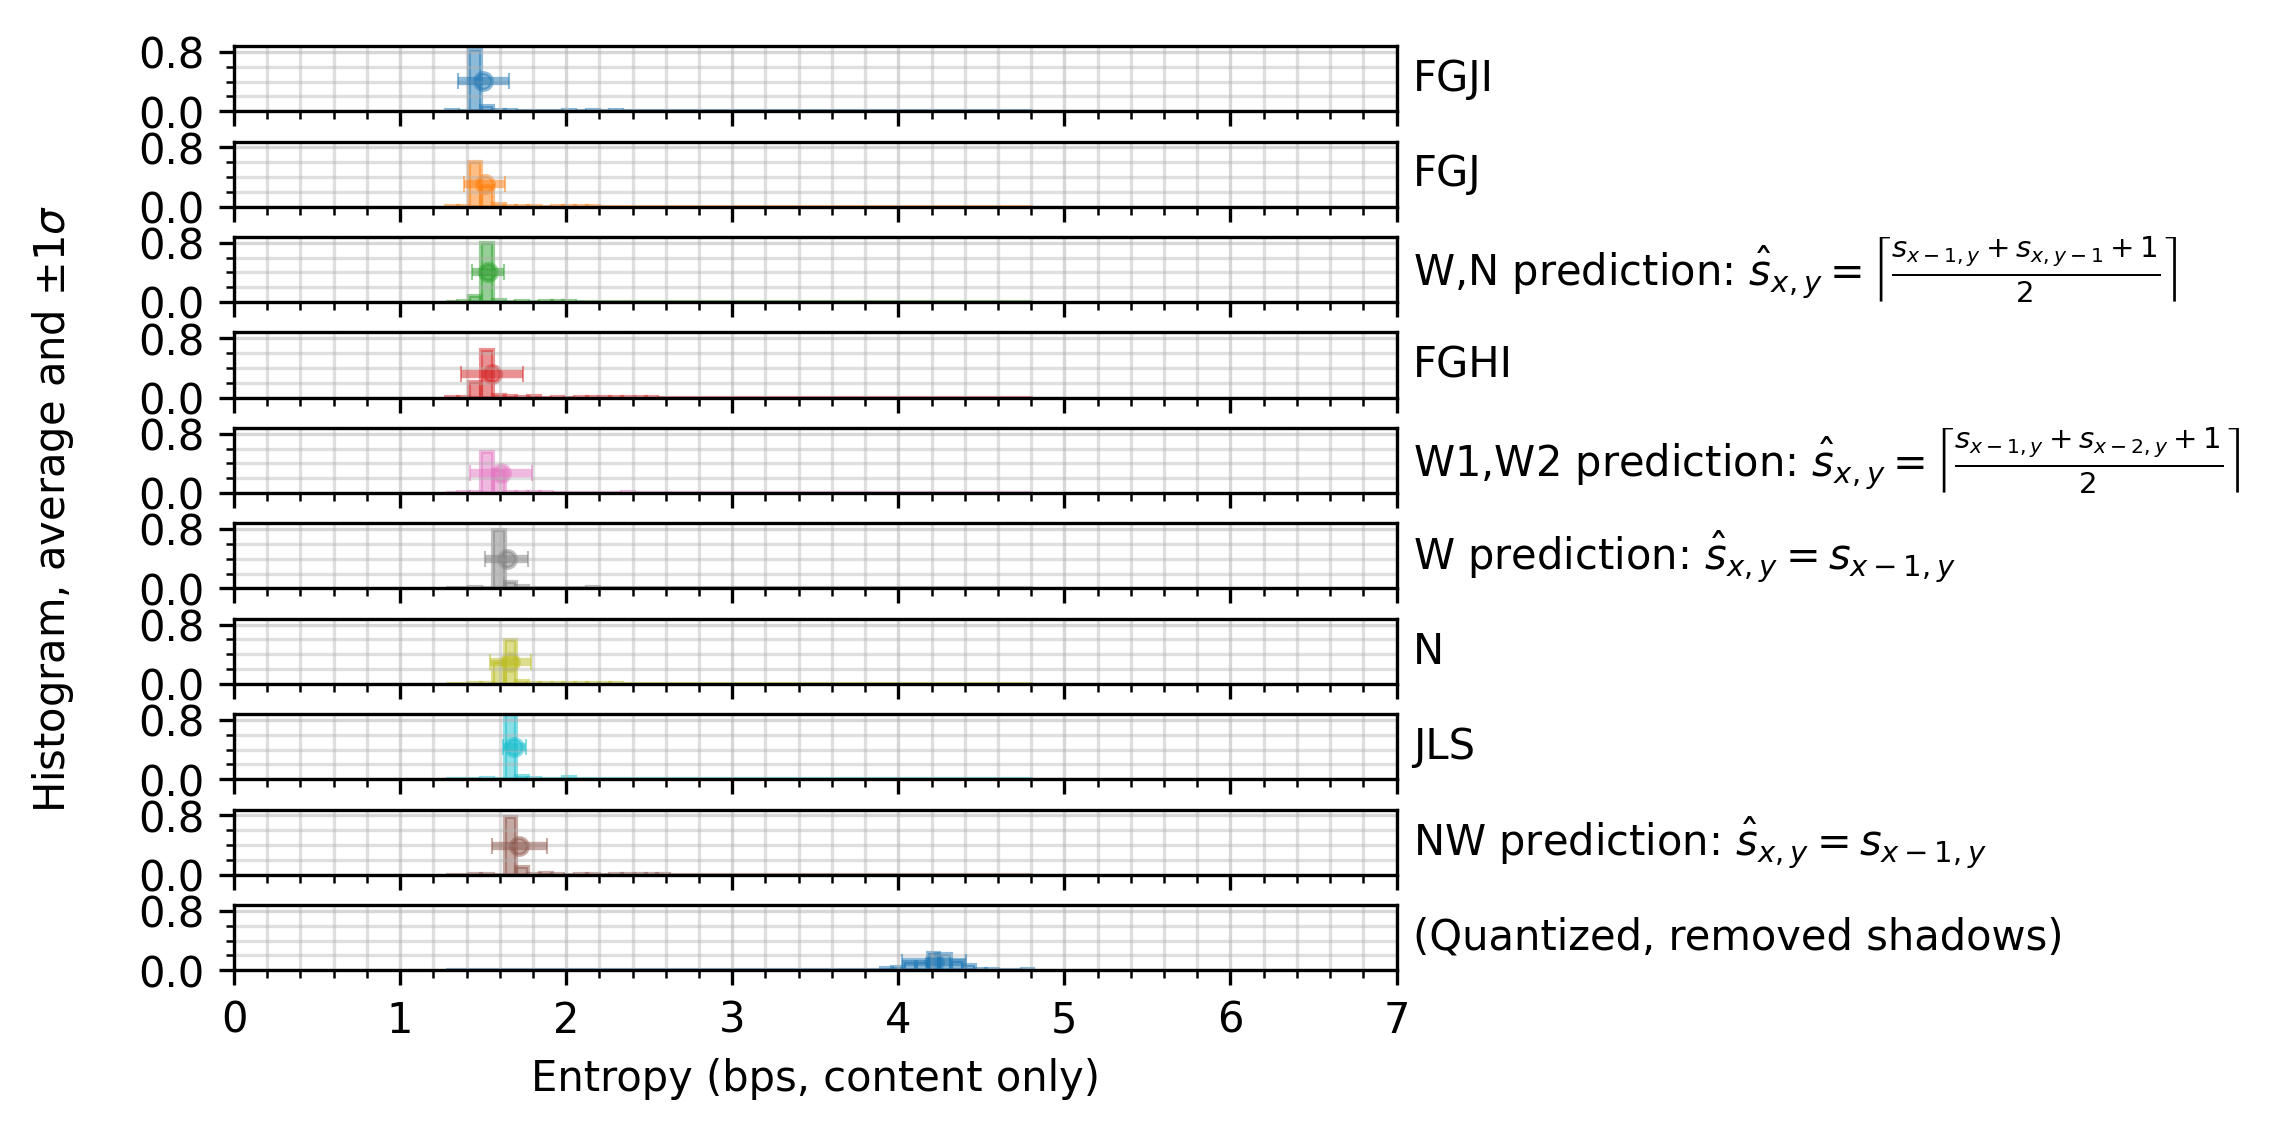 Histogram, average and ±1σ
0.8
0.0
FGJI
0.8
0.0
FGJ
0.8
0.0
W,N prediction: ŝ_{x,y} = ⌈(s_{x−1,y} + s_{x,y−1} + 1)/2⌉
0.8
0.0
FGHI
0.8
0.0
W1,W2 prediction: ŝ_{x,y} = ⌈(s_{x−1,y} + s_{x−2,y} + 1)/2⌉
0.8
0.0
W prediction: ŝ_{x,y} = s_{x−1,y}
0.8
0.0
N
0.8
0.0
JLS
0.8
0.0
NW prediction: ŝ_{x,y} = s_{x−1,y}
0.8
0.0
(Quantized, removed shadows)
0 1 2 3 4 5 6 7
Entropy (bps, content only)